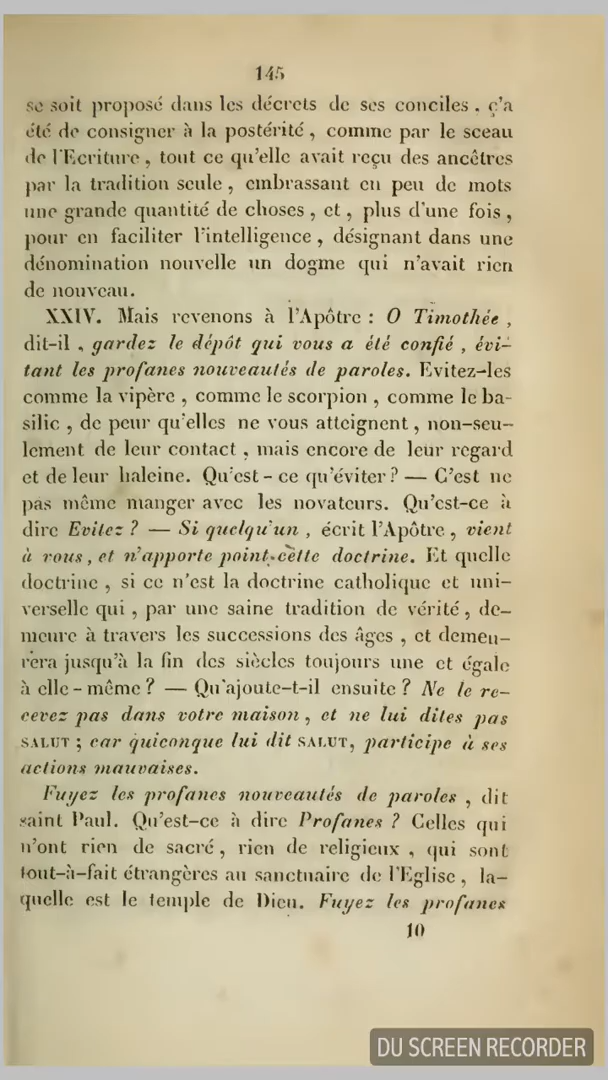 145
se soit proposé dans les décrets de ses conciles, ç'a
été de consigner à la postérité, comme par le sceau
de l'Ecriture, tout ce qu'elle avait reçu des ancêtres
par la tradition seule, embrassant en peu de mots
une grande quantité de choses, et, plus d'une fois,
pour en faciliter l'intelligence, désignant dans une
dénomination nouvelle un dogme qui n'avait rien
de nouveau.
XXIV. Mais revenons à l'Apôtre : O Timothée,
dit-il, gardez le dépôt qui vous a été confié, évi-
tant les profanes nouveautés de paroles. Evitez-les
comme la vipère, comme le scorpion, comme le ba-
silic, de peur qu'elles ne vous atteignent, non-seu-
lement de leur contact, mais encore de leur regard
et de leur haleine. Qu'est-ce qu'éviter ? — C'est ne
pas même manger avec les novateurs. Qu'est-ce à
dire Evitez ? — Si quelqu'un, écrit l'Apôtre, vient
à vous, et n'apporte point cette doctrine. Et quelle
doctrine, si ce n'est la doctrine catholique et uni-
verselle qui, par une saine tradition de vérité, de-
meure à travers les successions des âges, et demeu-
rera jusqu'à la fin des siècles toujours une et égale
à elle-même ? — Qu'ajoute-t-il ensuite ? Ne le re-
cevez pas dans votre maison, et ne lui dites pas
SALUT ; car quiconque lui dit SALUT, participe à ses
actions mauvaises.
Fuyez les profanes nouveautés de paroles, dit
saint Paul. Qu'est-ce à dire Profanes ? Celles qui
n'ont rien de sacré, rien de religieux, qui sont
tout-à-fait étrangères au sanctuaire de l'Eglise, la-
quelle est le temple de Dieu. Fuyez les profanes
10
DU SCREEN RECORDER